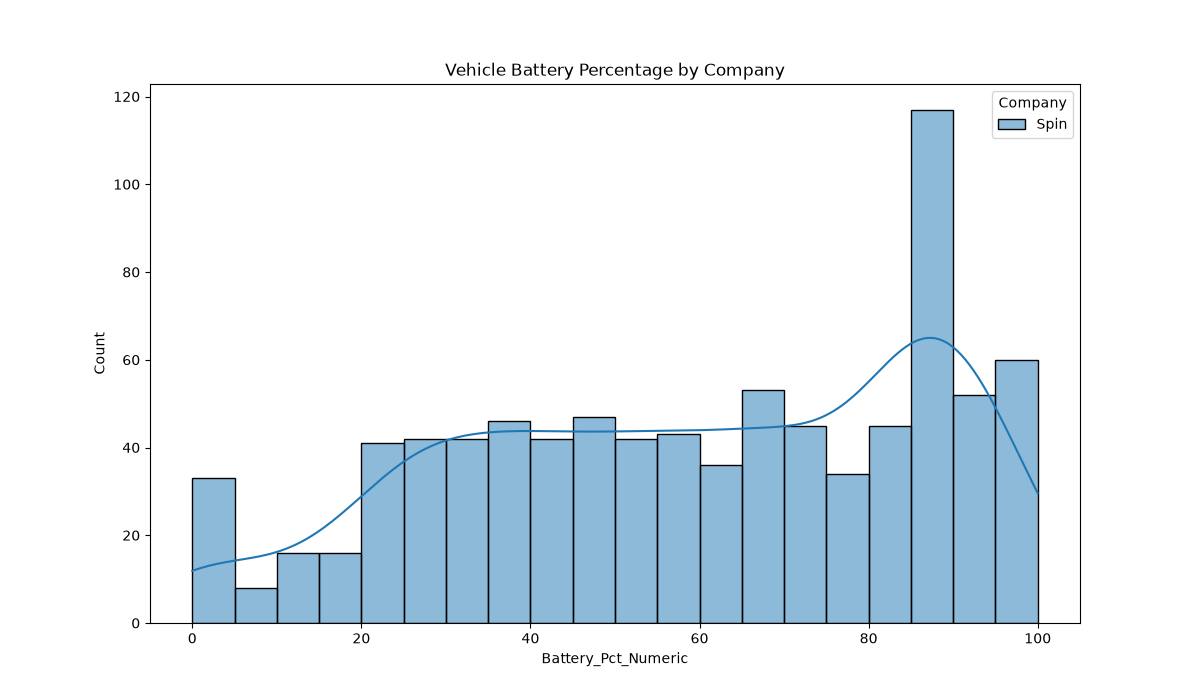 Vehicle Battery Percentage by Company
Company
Spin
120
100
80
60
40
20
0
Count
0 20 40 60 80 100
Battery_Pct_Numeric